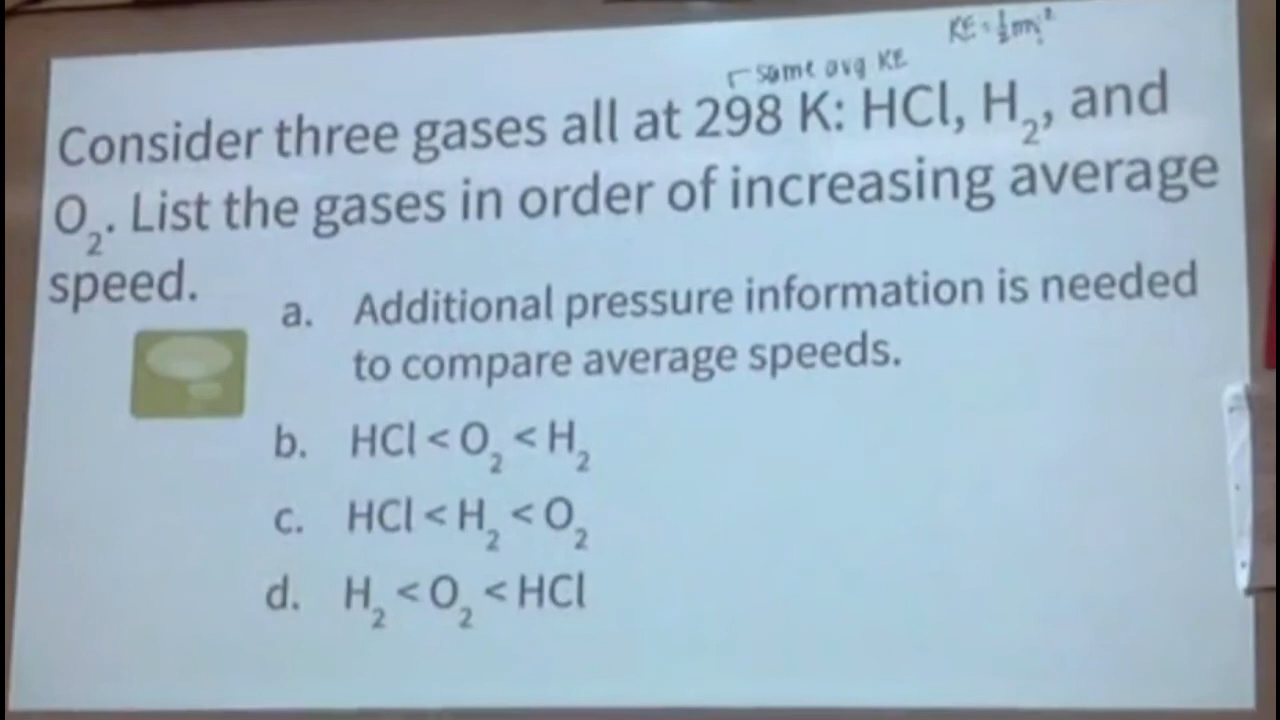 KE = ½mv²
same avg KE
Consider three gases all at 298 K: HCl, H₂, and
O₂. List the gases in order of increasing average
speed.
a. Additional pressure information is needed
to compare average speeds.
b. HCl < O₂ < H₂
c. HCl < H₂ < O₂
d. H₂ < O₂ < HCl